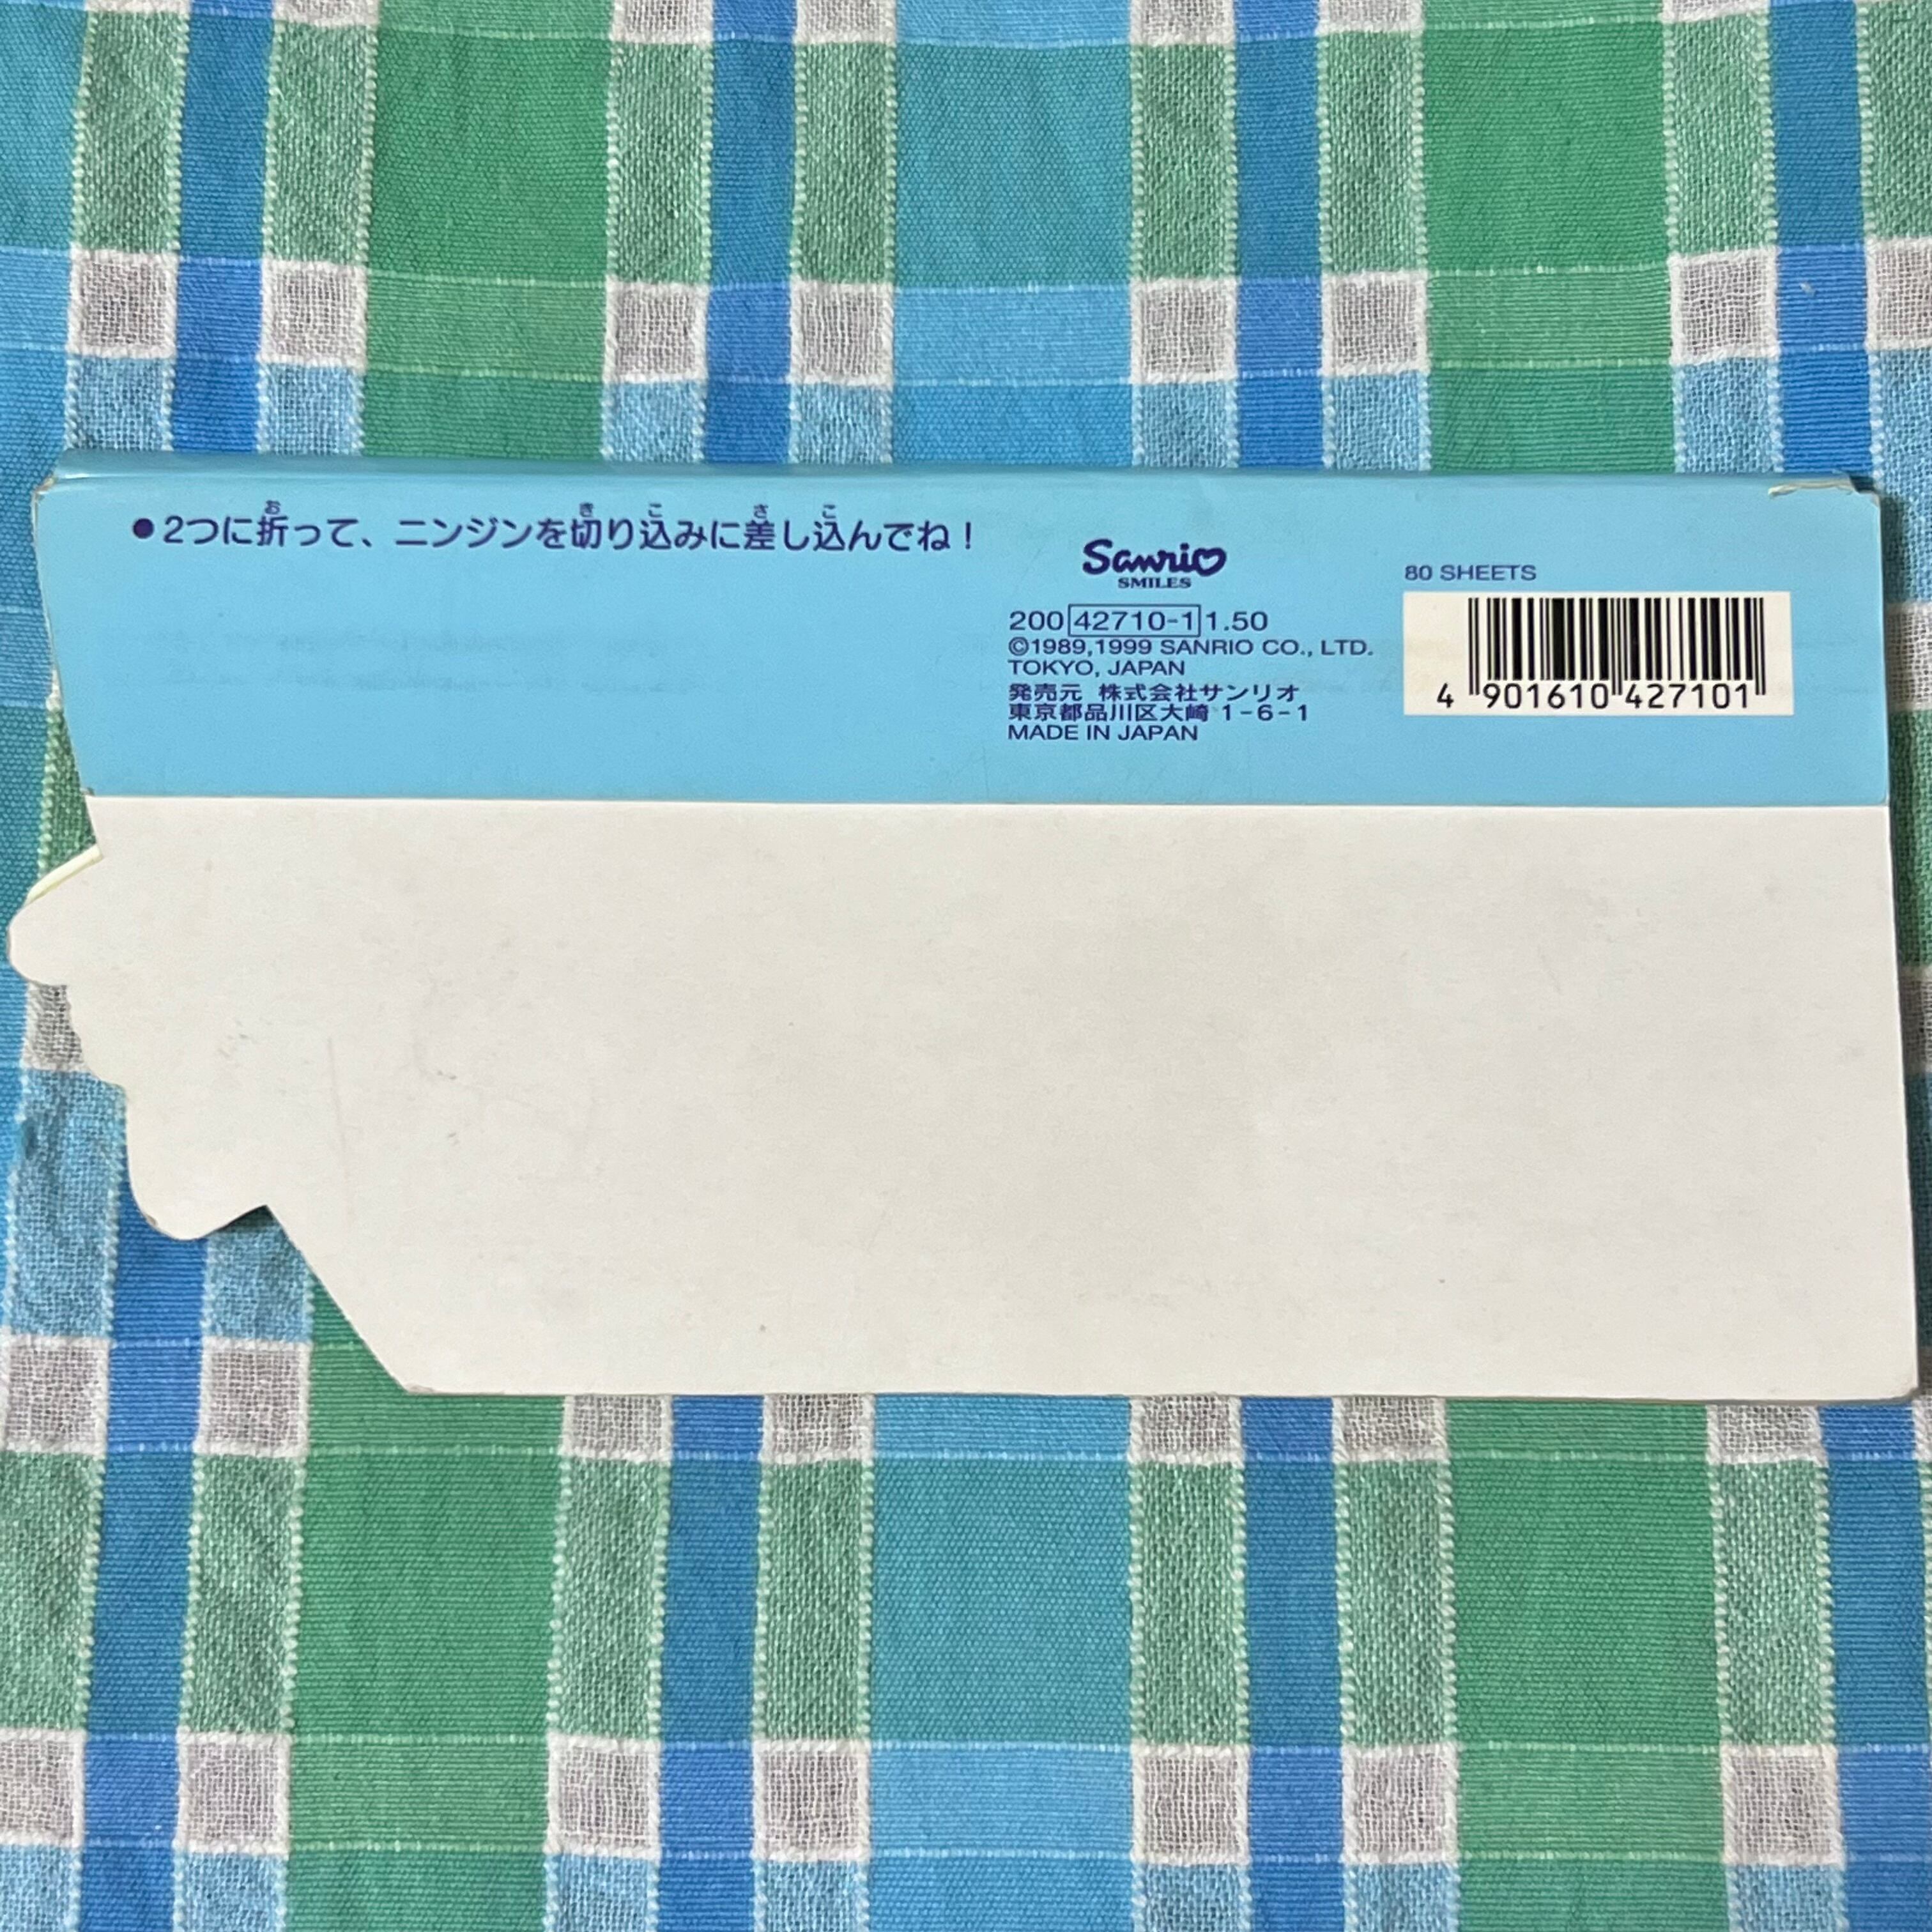 ●2つに折って、ニンジンを切り込みに差し込んでね！
Sanrio
SMILES
200 42710-1 1.50
©1989,1999 SANRIO CO., LTD.
TOKYO, JAPAN
発売元 株式会社サンリオ
東京都品川区大崎1-6-1
MADE IN JAPAN
80 SHEETS
4 901610 427101